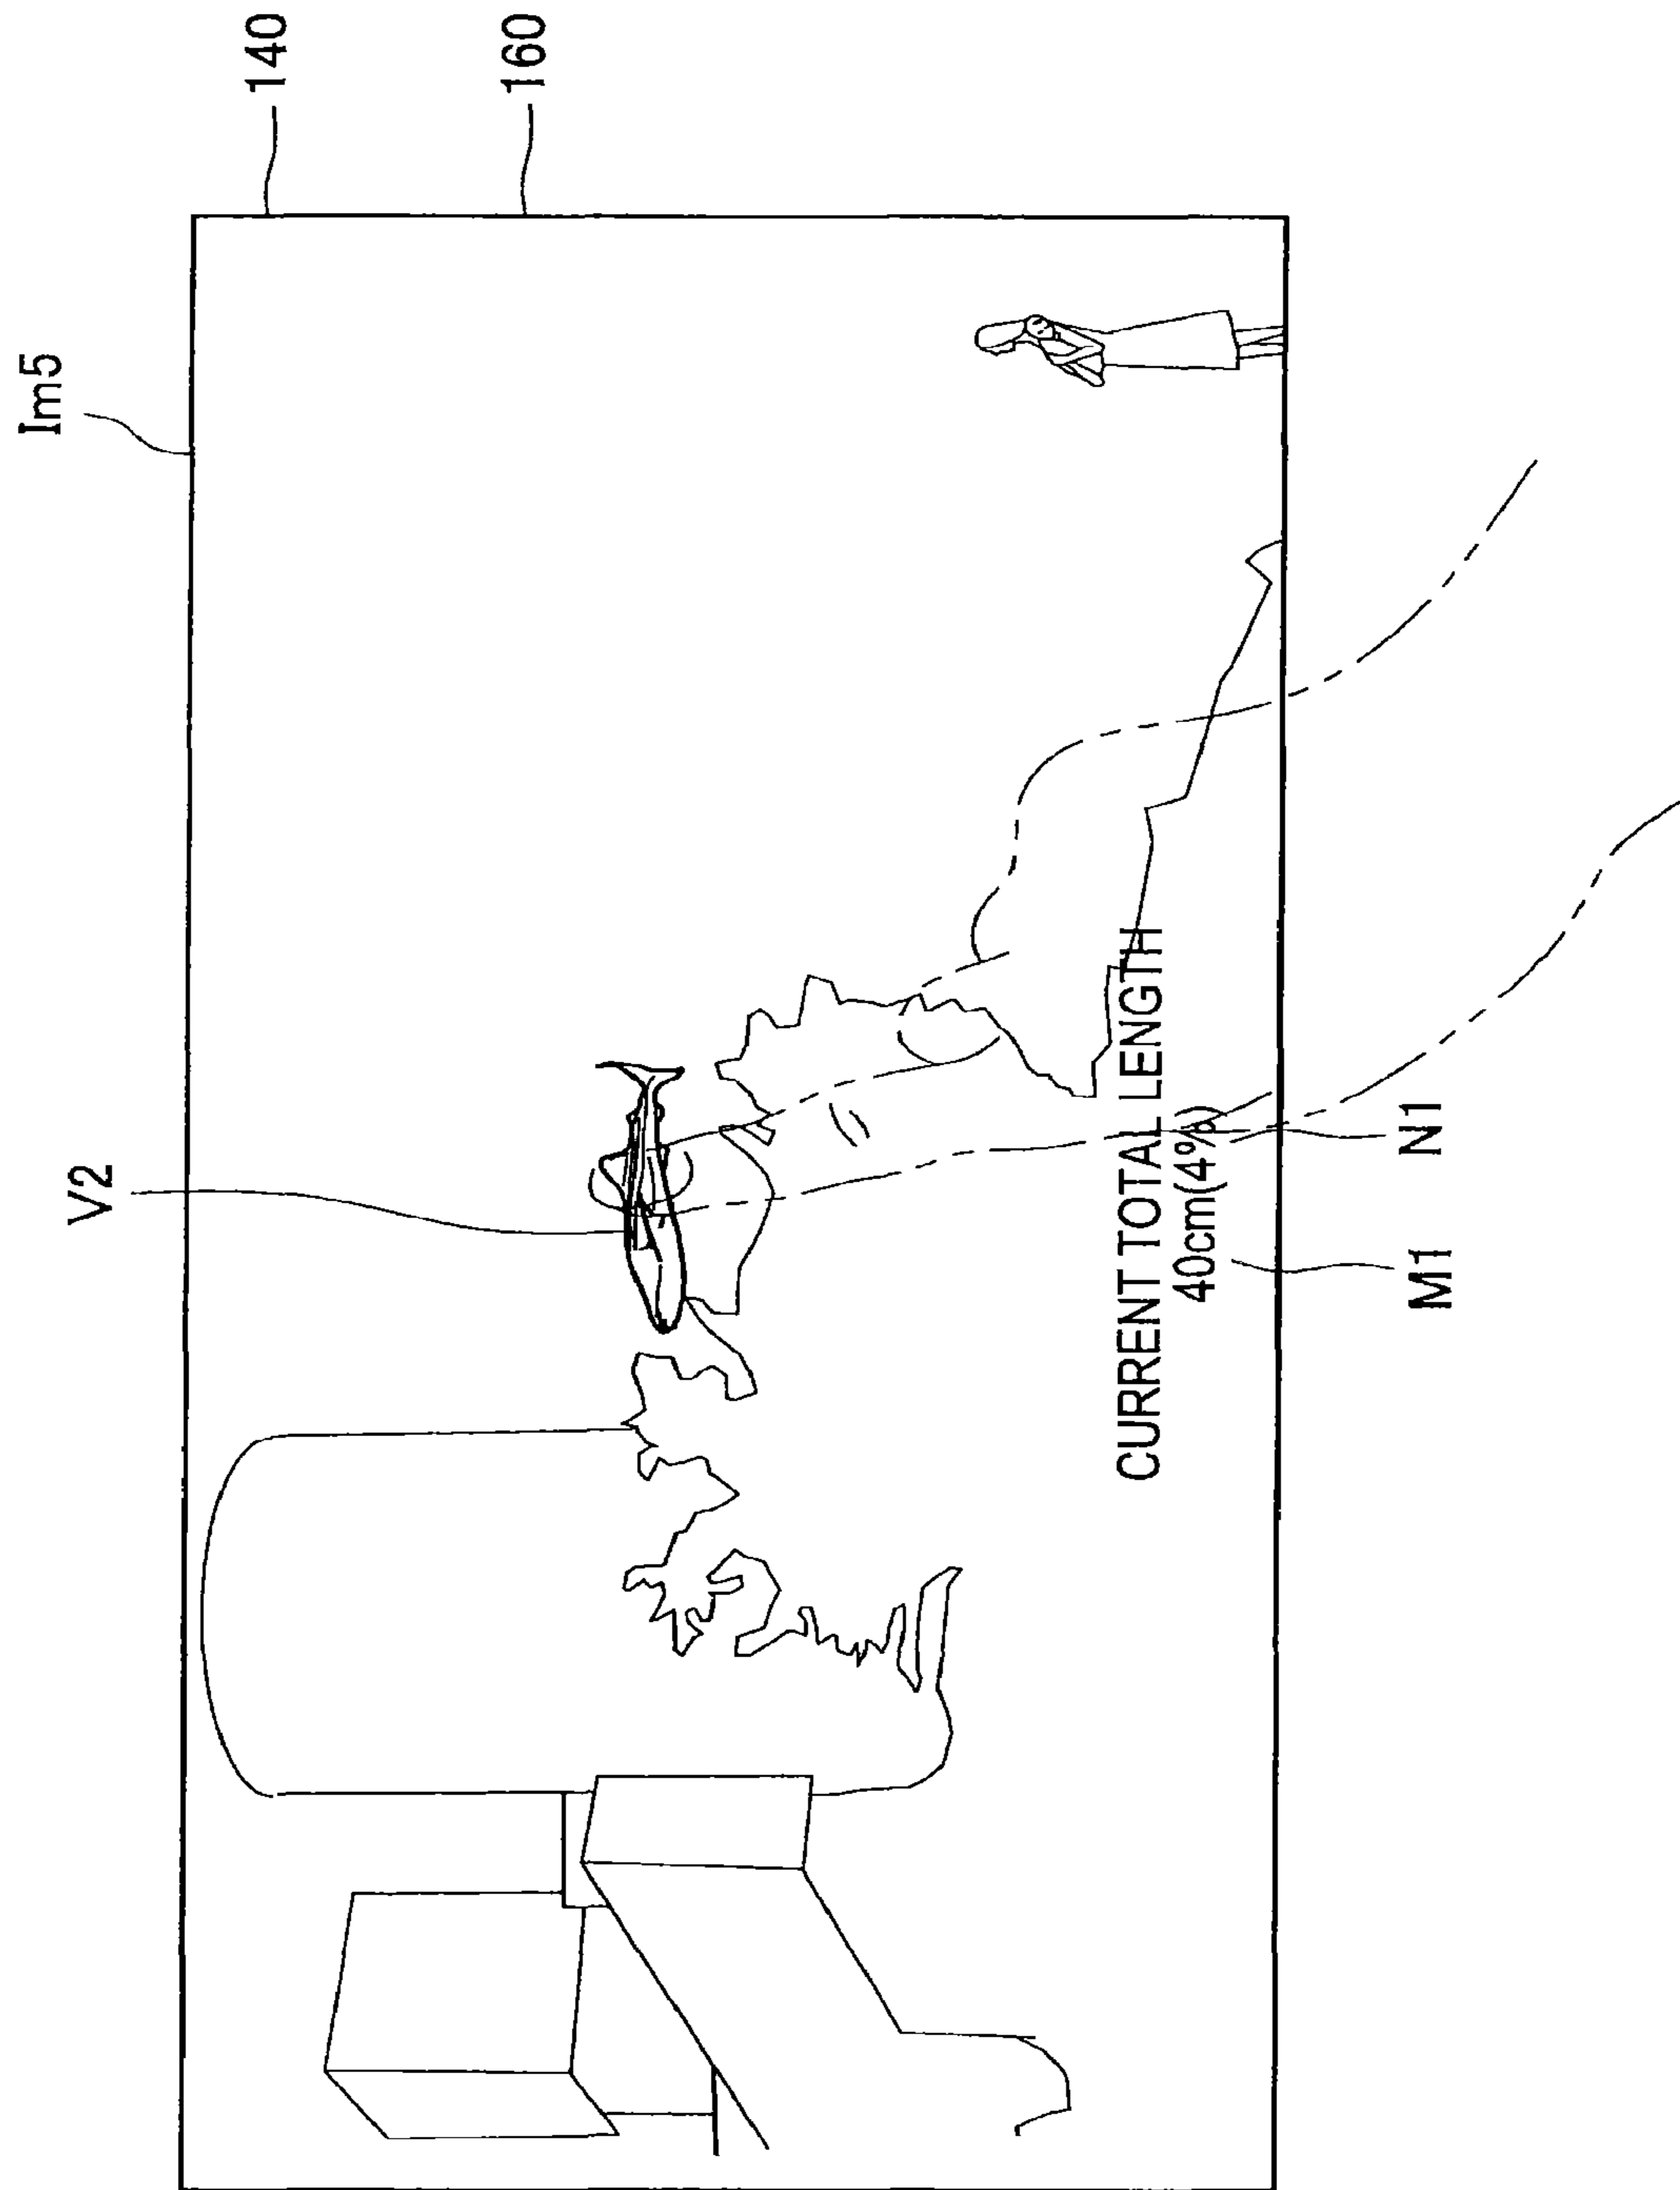 Im5
140
160
V2
CURRENT TOTAL LENGTH
40cm(4%)
N1
M1